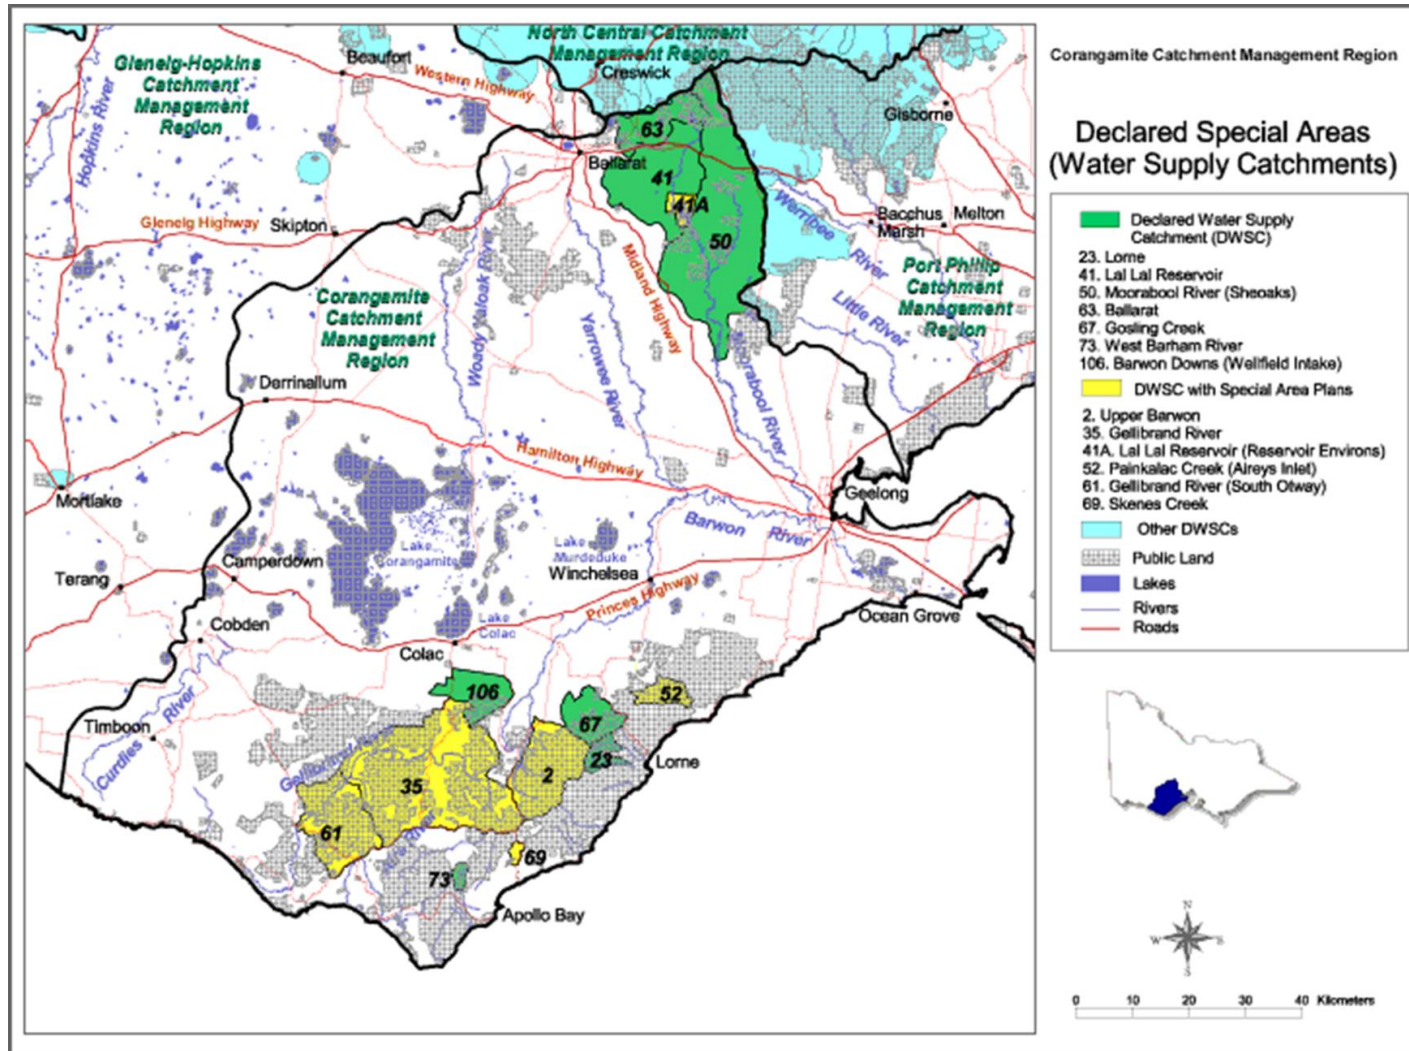 Corangamite Catchment Management Region
Declared Special Areas
(Water Supply Catchments)
Declared Water Supply
Catchment (DWSC)
23. Lorne
41. Lal Lal Reservoir
50. Moorabool River (Sheoaks)
63. Ballarat
67. Gosling Creek
73. West Barham River
106. Barwon Downs (Wellfield Intake)
DWSC with Special Area Plans
2. Upper Barwon
35. Gellibrand River
41A. Lal Lal Reservoir (Reservoir Environs)
52. Painkalac Creek (Aireys Inlet)
61. Gellibrand River (South Otway)
69. Skenes Creek
Other DWSCs
Public Land
Lakes
Rivers
Roads
N
W
S
S
0 10 20 30 40 Kilometers
North Central Catchment
Management Region
Glenelg-Hopkins
Catchment
Management
Region
Beaufort
Western Highway
Creswick
Gisborne
Hopkins River
63
Ballarat
41
41A
50
Glenelg Highway
Skipton
Werribee River
Bacchus
Marsh
Melton
Port Phillip
Catchment
Management
Region
Little River
Corangamite
Catchment
Management
Region
Woady Yaloak River
Yarrowee River
Midland Highway
Moorabool River
Derrinallum
Hamilton Highway
Mortlake
Geelong
Barwon River
Lake
Corangamite
Lake
Murdeduke
Winchelsea
Camperdown
Terang
Princes Highway
Ocean Grove
Cobden
Lake
Colac
Colac
106
52
67
23
Lorne
2
Timboon
Curdies River
Gellibrand River
35
61
Aire River
69
73
Apollo Bay